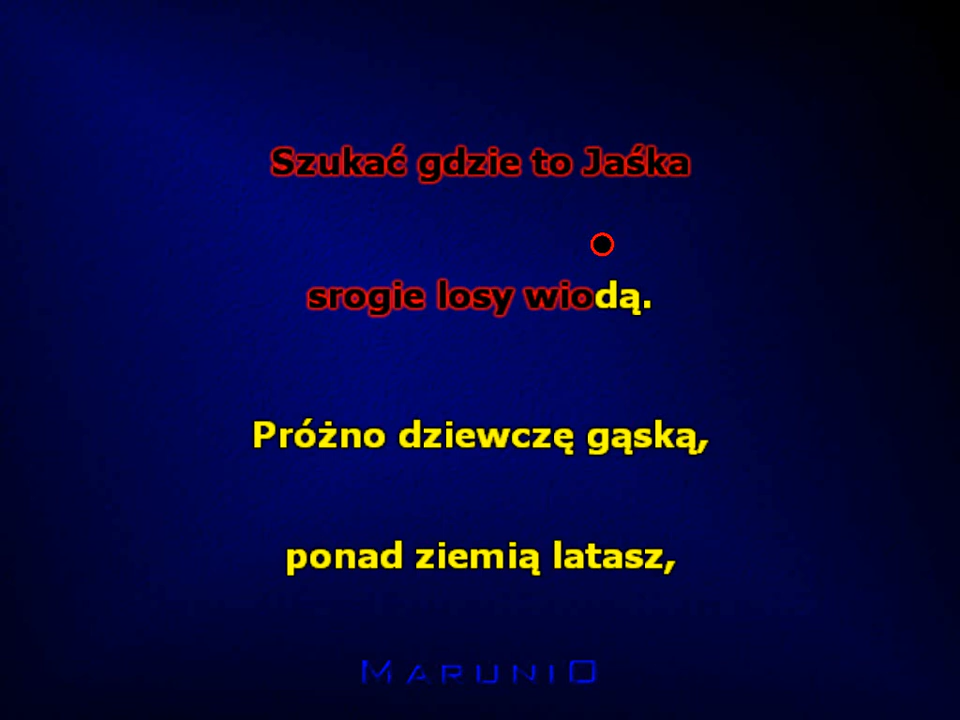 Szukać gdzie to Jaśka
srogie losy wiodą.
Próżno dziewczę gąską,
ponad ziemią latasz,
MARUNIO